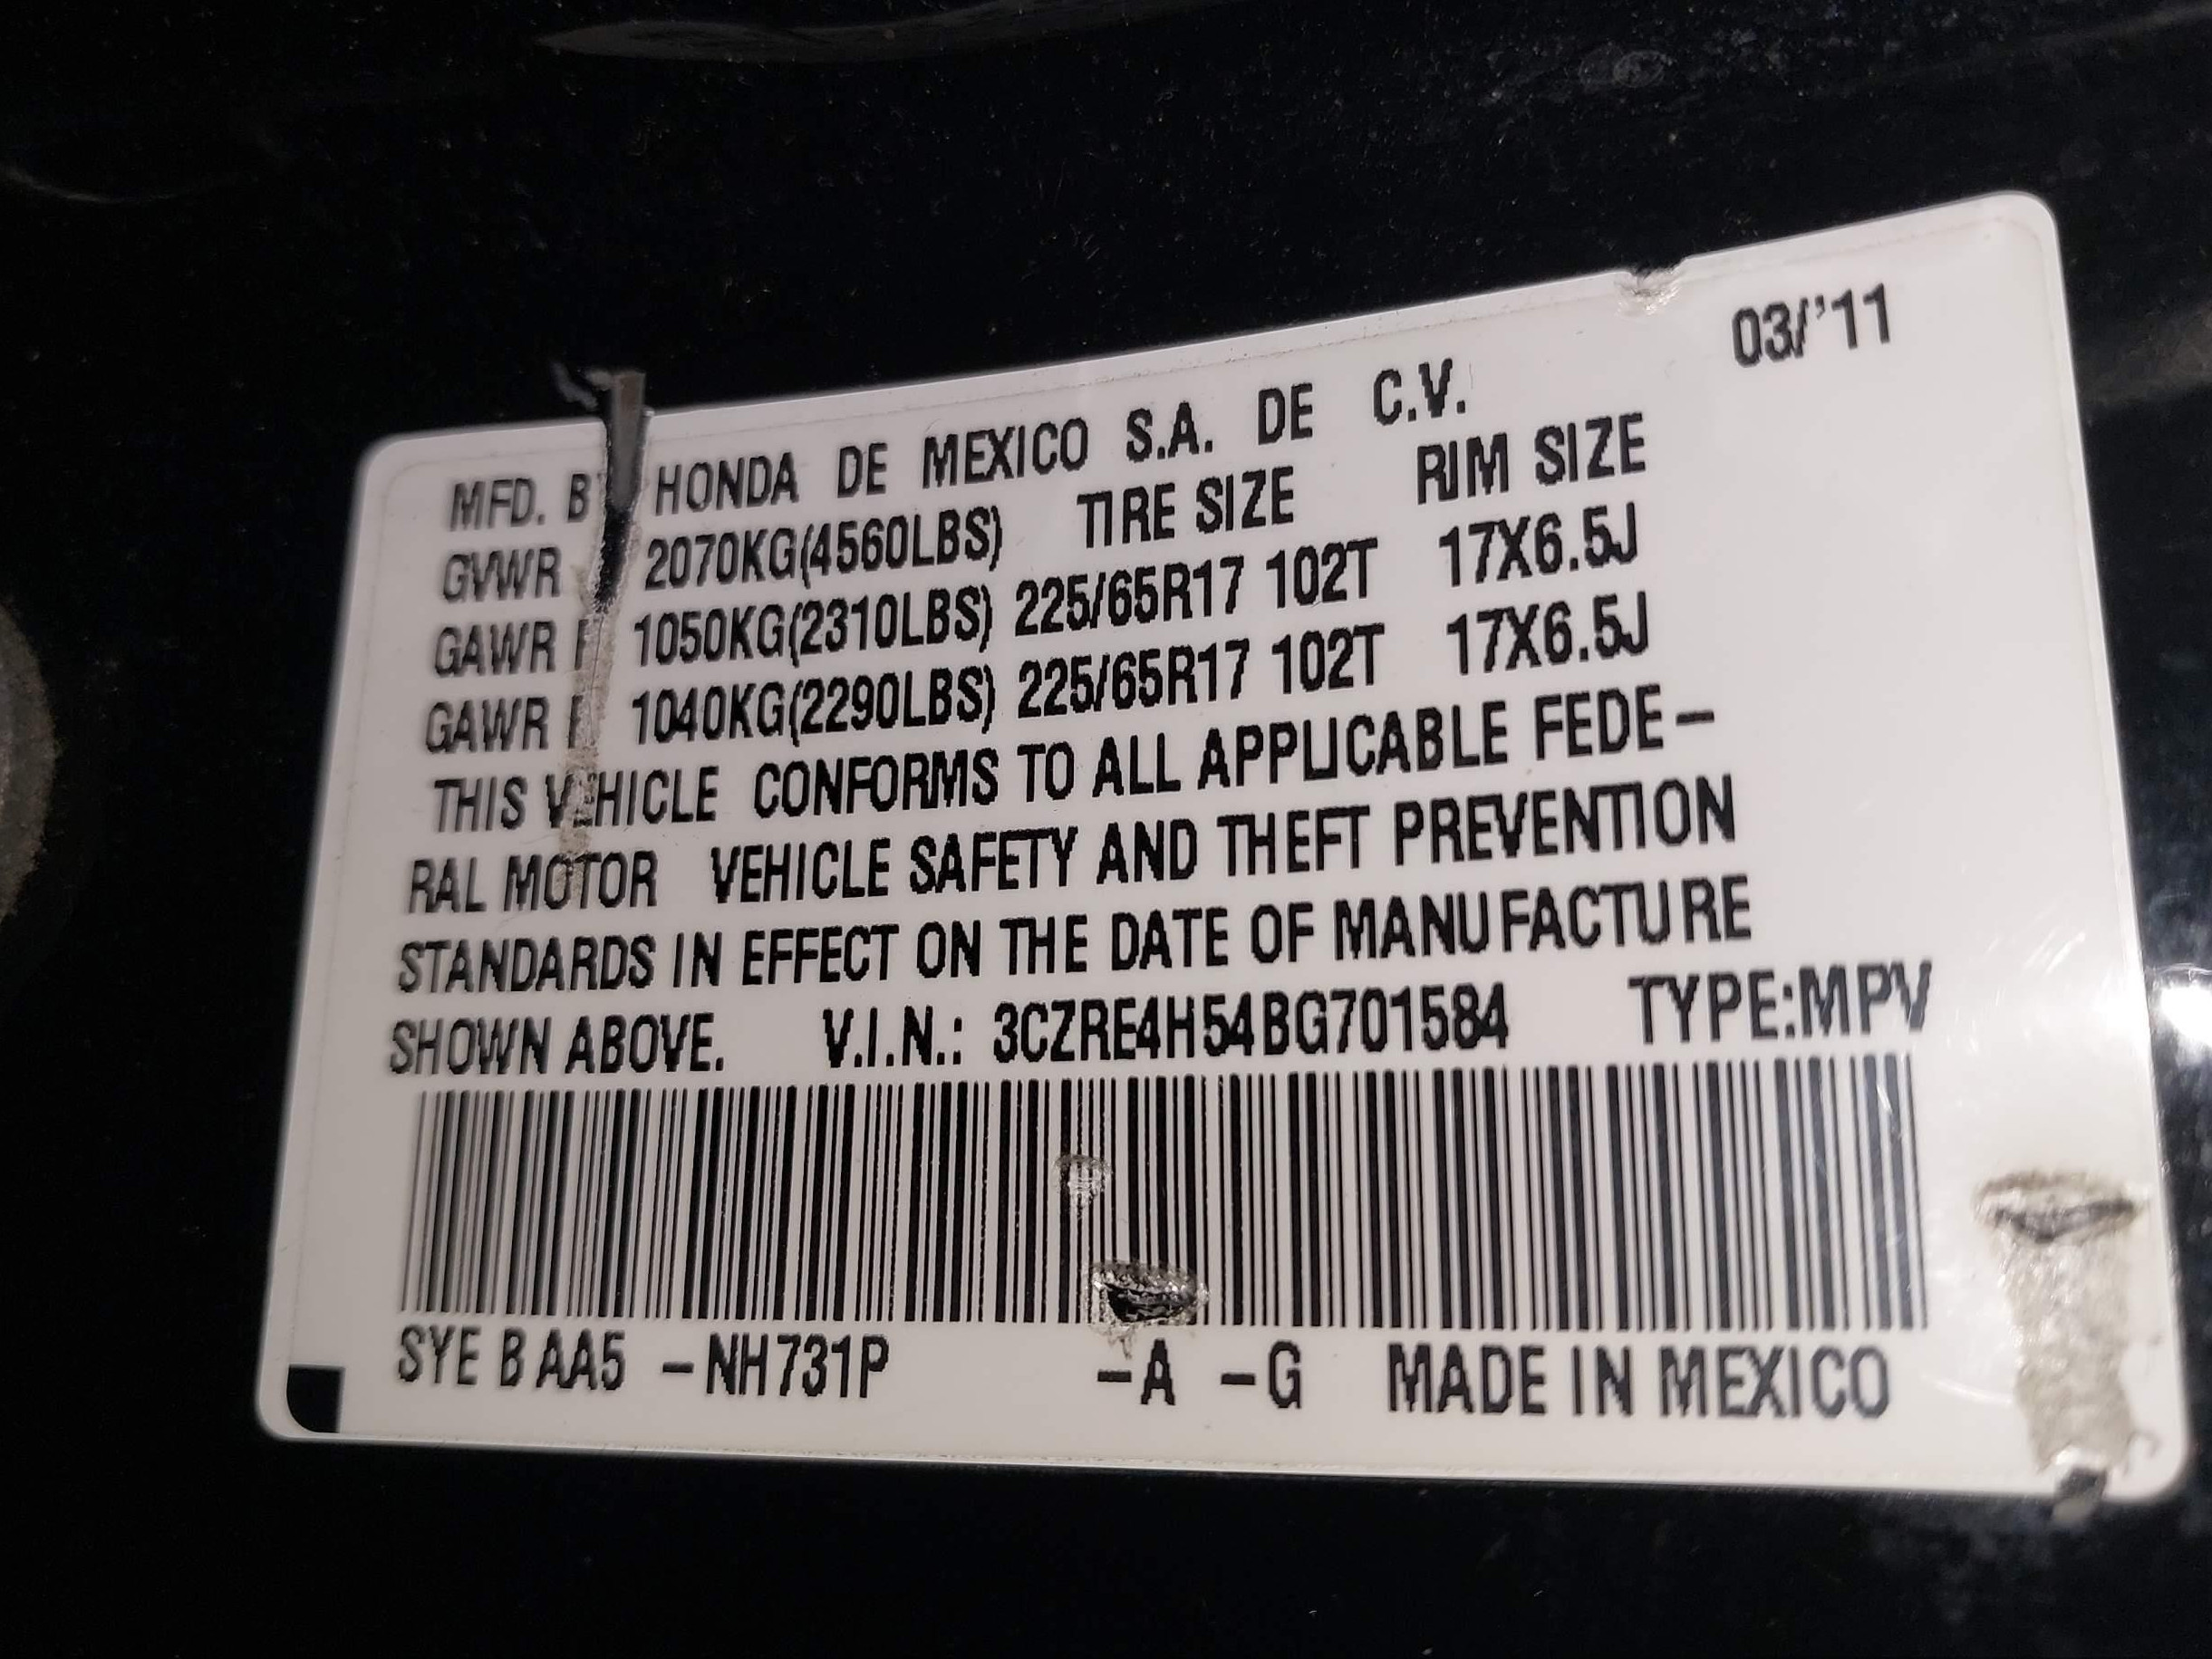 03/'11
MFD. BY HONDA DE MEXICO S.A. DE C.V.
GVWR 2070KG(4560LBS) TIRE SIZE RIM SIZE
GAWR F 1050KG(2310LBS) 225/65R17 102T 17X6.5J
GAWR 1040KG(2290LBS) 225/65R17 102T 17X6.5J
THIS VEHICLE CONFORMS TO ALL APPLICABLE FEDE-
RAL MOTOR VEHICLE SAFETY AND THEFT PREVENTION
STANDARDS IN EFFECT ON THE DATE OF MANUFACTURE
SHOWN ABOVE. V.I.N.: 3CZRE4H54BG701584 TYPE:MPV
SYE B AA5 -NH731P -A -G MADE IN MEXICO